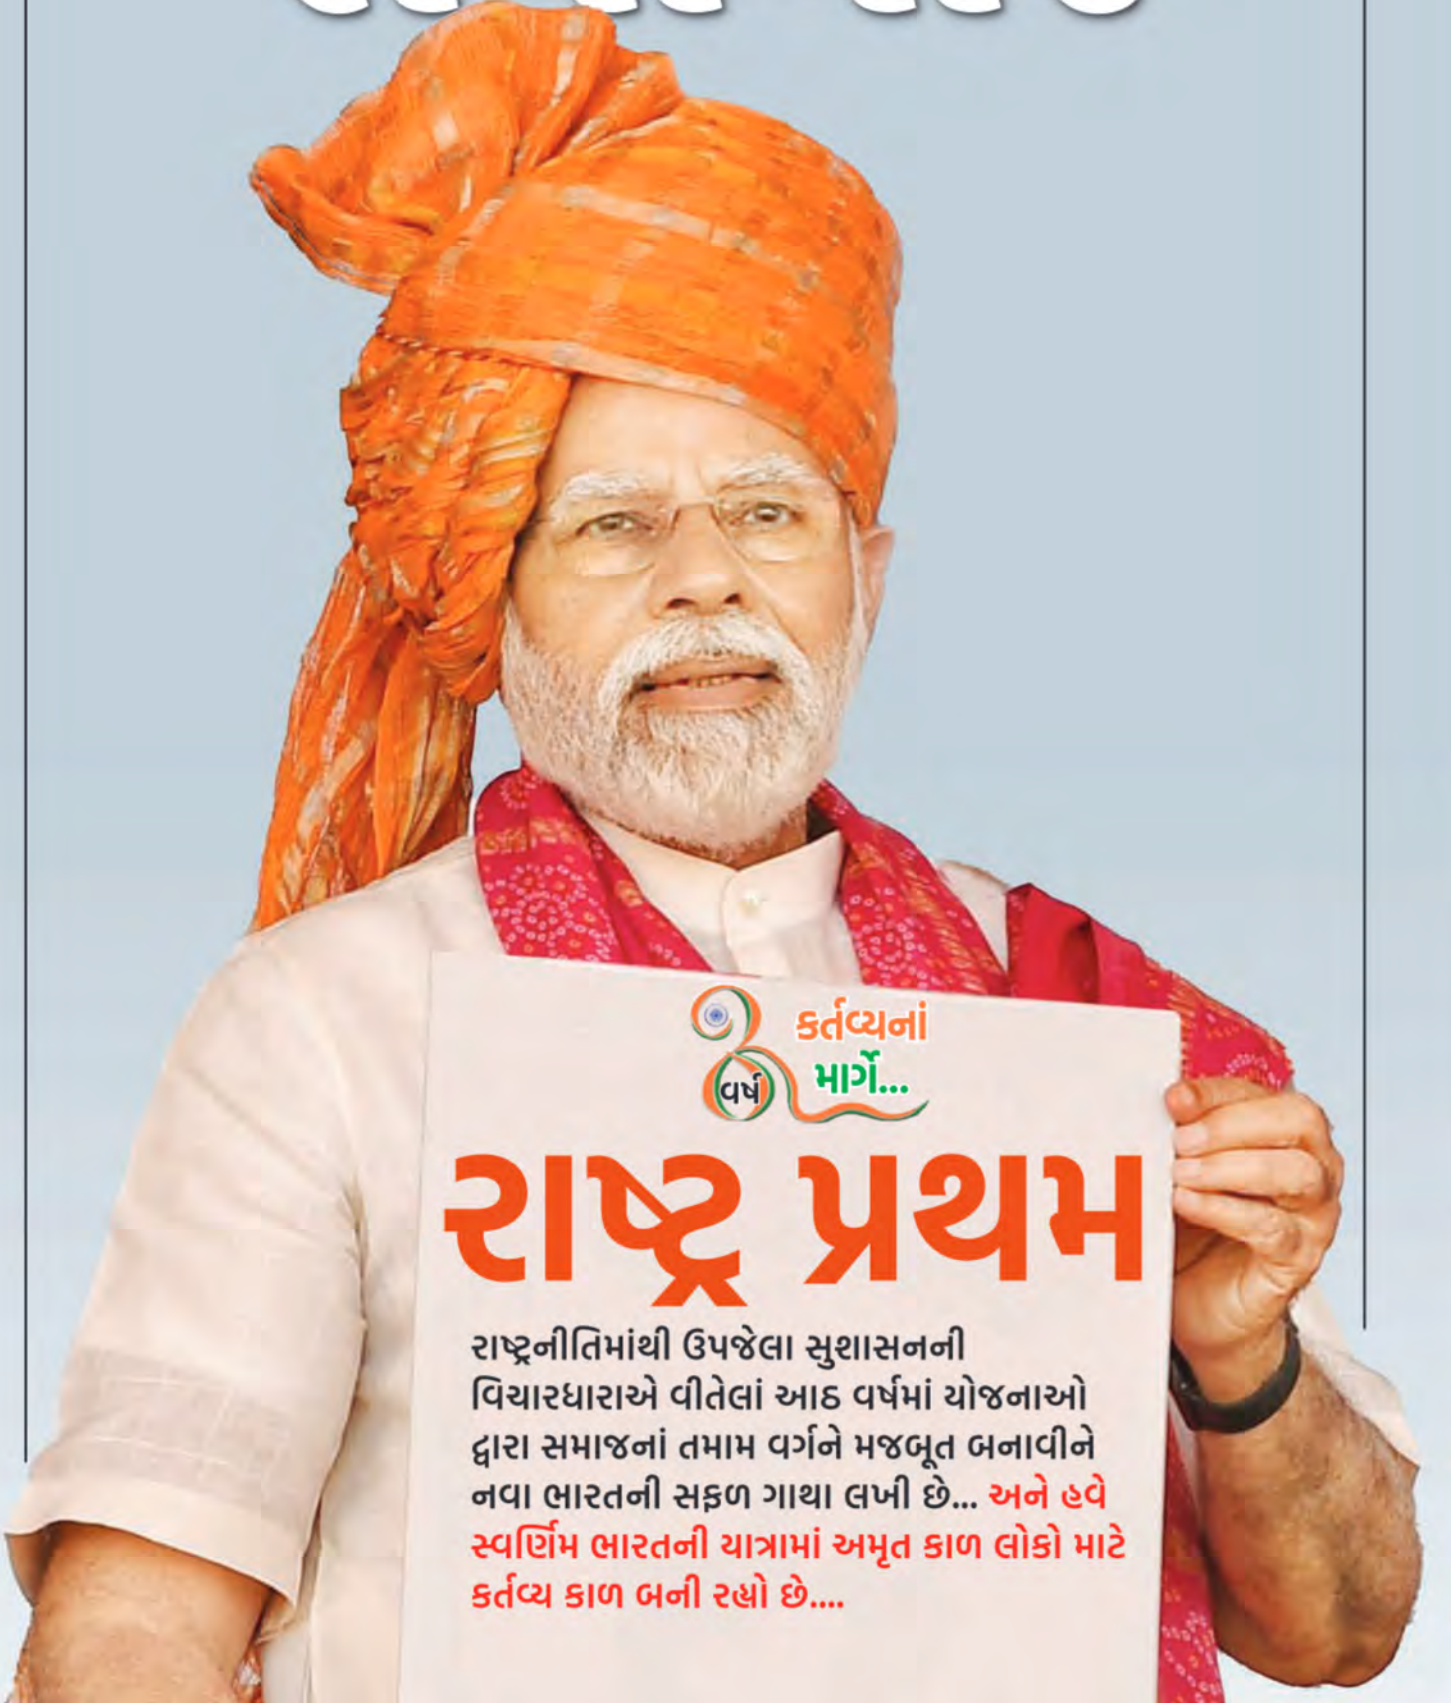 8 વર્ષ
કર્તવ્યનાં
માર્ગે...
રાષ્ટ્ર પ્રથમ
રાષ્ટ્રનીતિમાંથી ઉપજેલા સુશાસનની
વિચારધારાએ વીતેલાં આઠ વર્ષમાં યોજનાઓ
દ્વારા સમાજનાં તમામ વર્ગને મજબૂત બનાવીને
નવા ભારતની સફળ ગાથા લખી છે... અને હવે
સ્વર્ણિમ ભારતની યાત્રામાં અમૃત કાળ લોકો માટે
કર્તવ્ય કાળ બની રહ્યો છે....